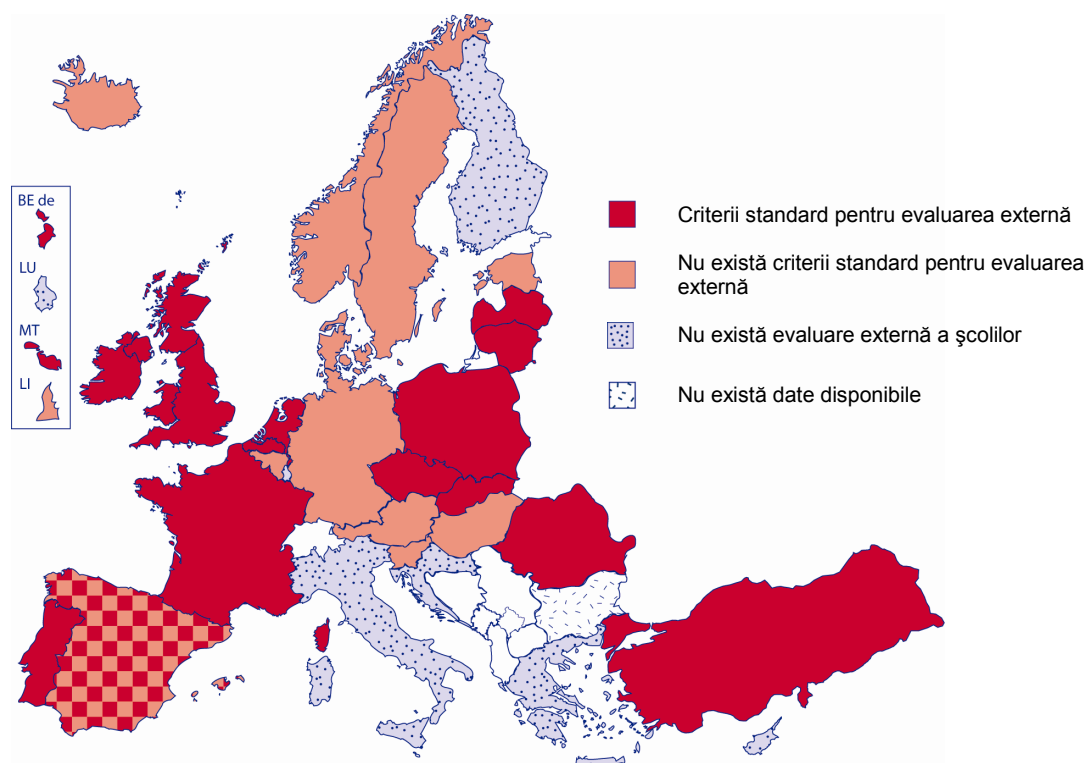 BE de
LU
MT
LI
Criterii standard pentru evaluarea externă
Nu există criterii standard pentru evaluarea
externă
Nu există evaluare externă a şcolilor
Nu există date disponibile